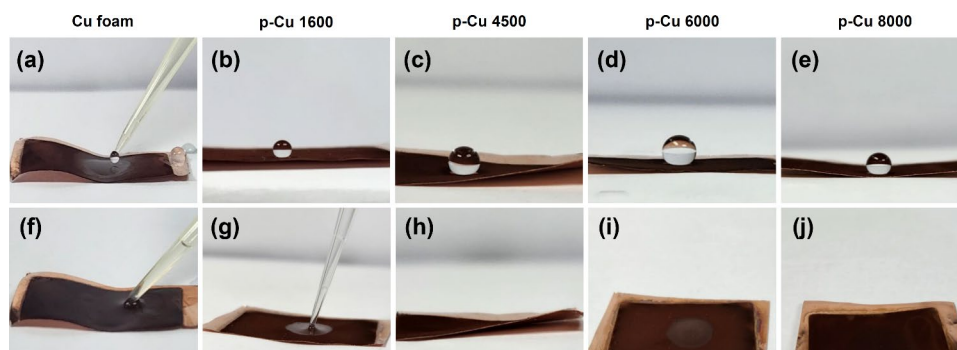 Cu foam p-Cu 1600 p-Cu 4500 p-Cu 6000 p-Cu 8000
(a) (b) (c) (d) (e)
(f) (g) (h) (i) (j)